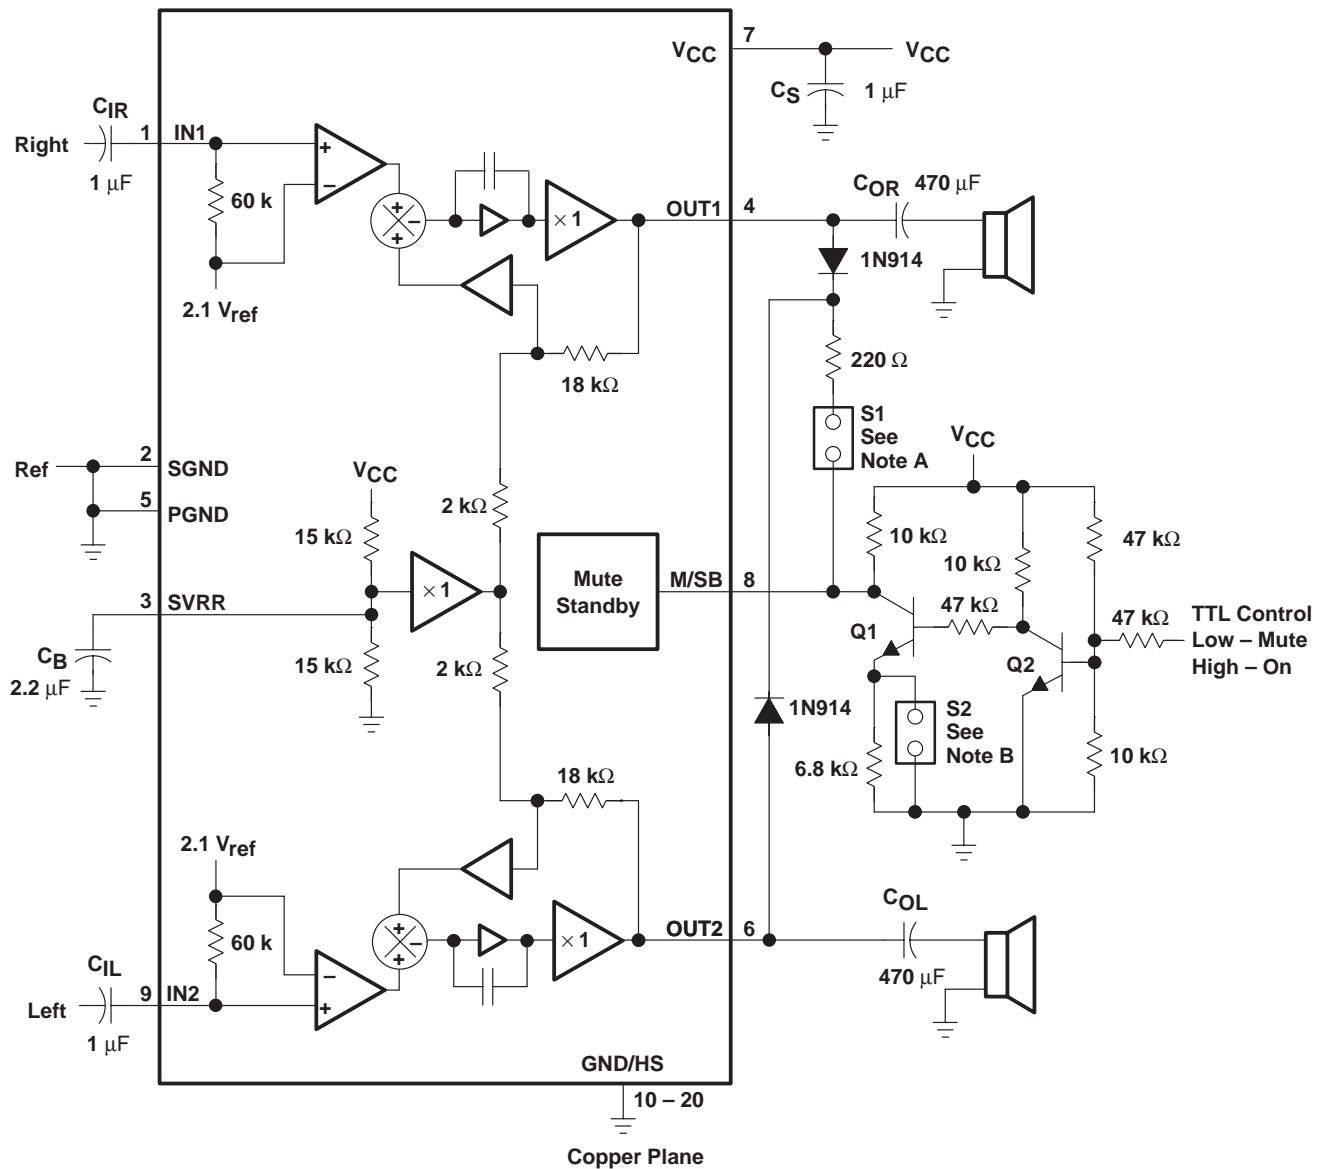 VCC
7
VCC
CS
1 μF
CIR
Right
1
IN1
1 μF
60 k
2.1 Vref
+
−
+
−
+
× 1
OUT1
4
COR
470 μF
1N914
18 kΩ
220 Ω
S1
See
Note A
Ref
2
SGND
5
PGND
VCC
15 kΩ
2 kΩ
VCC
10 kΩ
10 kΩ
47 kΩ
3
SVRR
× 1
Mute
Standby
M/SB
8
CB
2.2 μF
15 kΩ
2 kΩ
Q1
47 kΩ
Q2
47 kΩ
TTL Control
Low – Mute
High – On
1N914
S2
See
Note B
6.8 kΩ
10 kΩ
18 kΩ
2.1 Vref
60 k
−
+
+
−
+
× 1
OUT2
6
COL
470 μF
CIL
Left
9
IN2
1 μF
GND/HS
10 – 20
Copper Plane